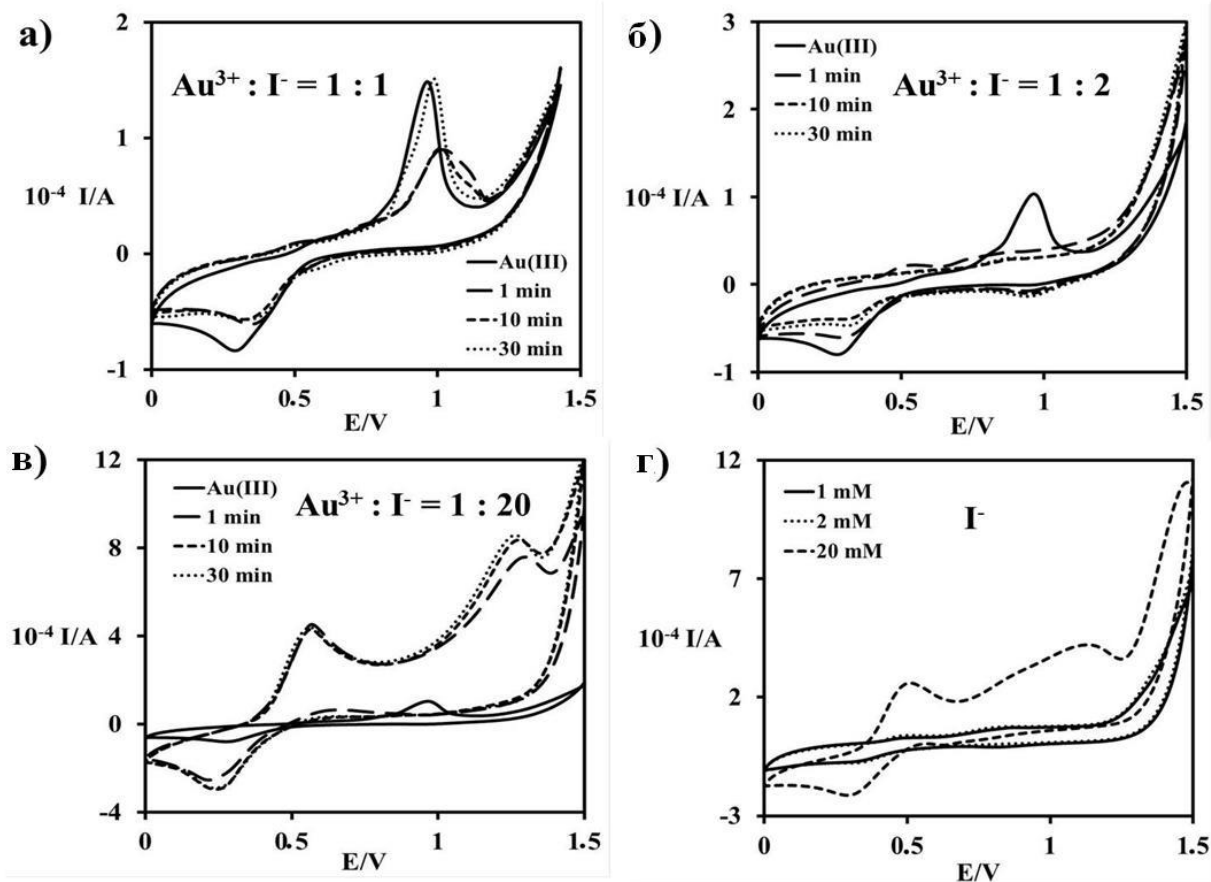 а)
Au³⁺ : I⁻ = 1 : 1
2
1
0
-1
10⁻⁴ I/A
Au(III)
1 min
10 min
30 min
0
0.5
1
1.5
E/V
б)
Au(III)
1 min
10 min
30 min
Au³⁺ : I⁻ = 1 : 2
3
2
1
0
-1
10⁻⁴ I/A
0
0.5
1
1.5
E/V
в)
Au(III)
1 min
10 min
30 min
Au³⁺ : I⁻ = 1 : 20
12
8
4
0
-4
10⁻⁴ I/A
0
0.5
1
1.5
E/V
г)
1 mM
2 mM
20 mM
I⁻
12
7
2
-3
10⁻⁴ I/A
0
0.5
1
1.5
E/V